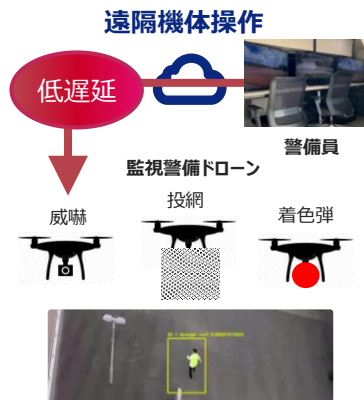 遠隔機体操作
低遅延
警備員
監視警備ドローン
威嚇
投網
着色弾